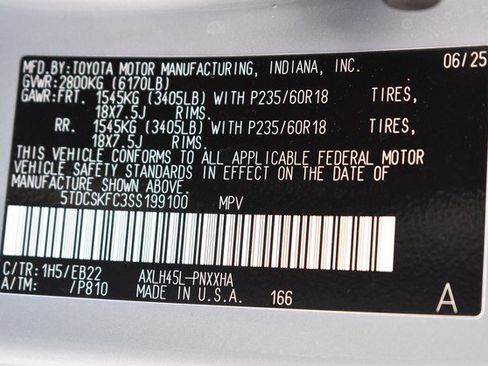 MFD.BY:TOYOTA MOTOR MANUFACTURING, INDIANA, INC. 06/25
GVWR:2800KG (6170LB)
GAWR:FRT. 1545KG (3405LB) WITH P235/60R18 TIRES,
18X7.5J RIMS.
RR. 1545KG (3405LB) WITH P235/60R18 TIRES,
18X7.5J RIMS.
THIS VEHICLE CONFORMS TO ALL APPLICABLE FEDERAL MOTOR
VEHICLE SAFETY STANDARDS IN EFFECT ON THE DATE OF
MANUFACTURE SHOWN ABOVE.
5TDCSKFC3SS199100 MPV
C/TR: 1H5/EB22 AXLH45L-PNXXHA
A/TM: /P810 MADE IN U.S.A. 166 A